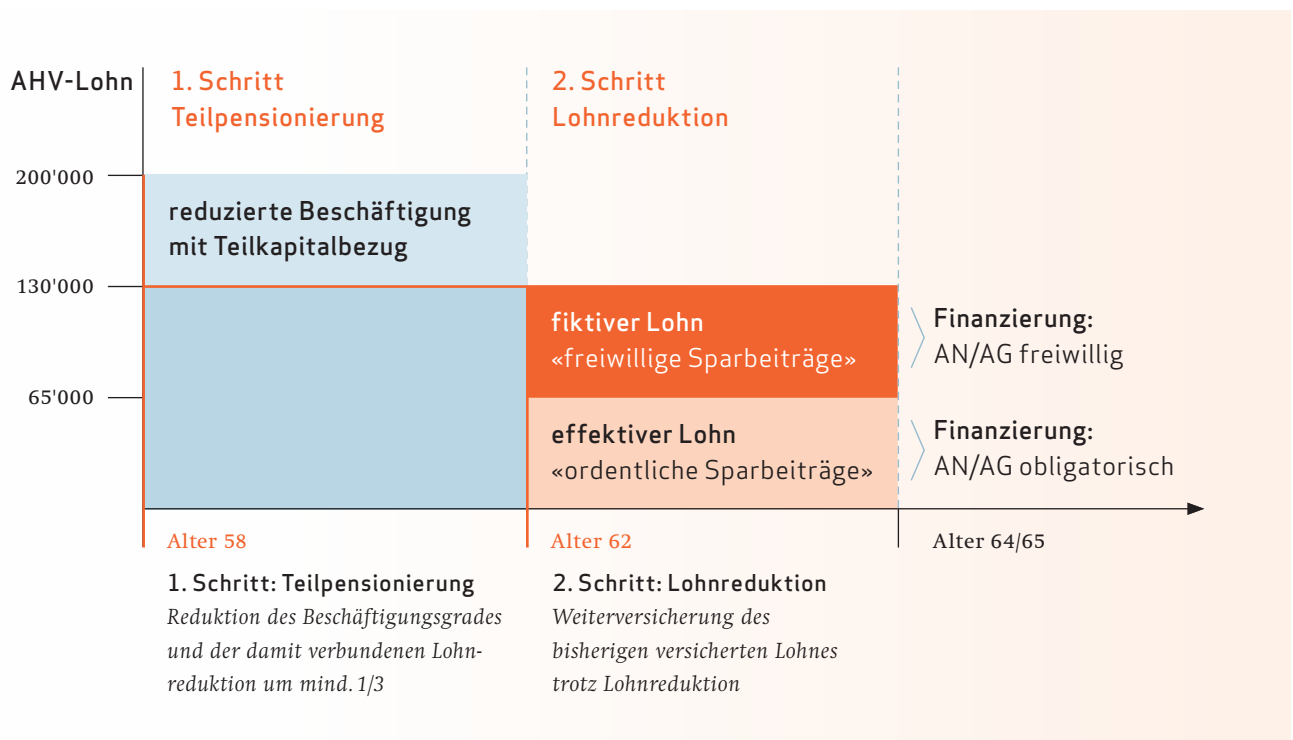 AHV-Lohn
1. Schritt
Teilpensionierung
2. Schritt
Lohnreduktion
200'000
reduzierte Beschäftigung
mit Teilkapitalbezug
130'000
fiktiver Lohn
«freiwillige Sparbeiträge»
Finanzierung:
AN/AG freiwillig
65'000
effektiver Lohn
«ordentliche Sparbeiträge»
Finanzierung:
AN/AG obligatorisch
Alter 58
Alter 62
Alter 64/65
1. Schritt: Teilpensionierung
Reduktion des Beschäftigungsgrades
und der damit verbundenen Lohn-
reduktion um mind. 1/3
2. Schritt: Lohnreduktion
Weiterversicherung des
bisherigen versicherten Lohnes
trotz Lohnreduktion